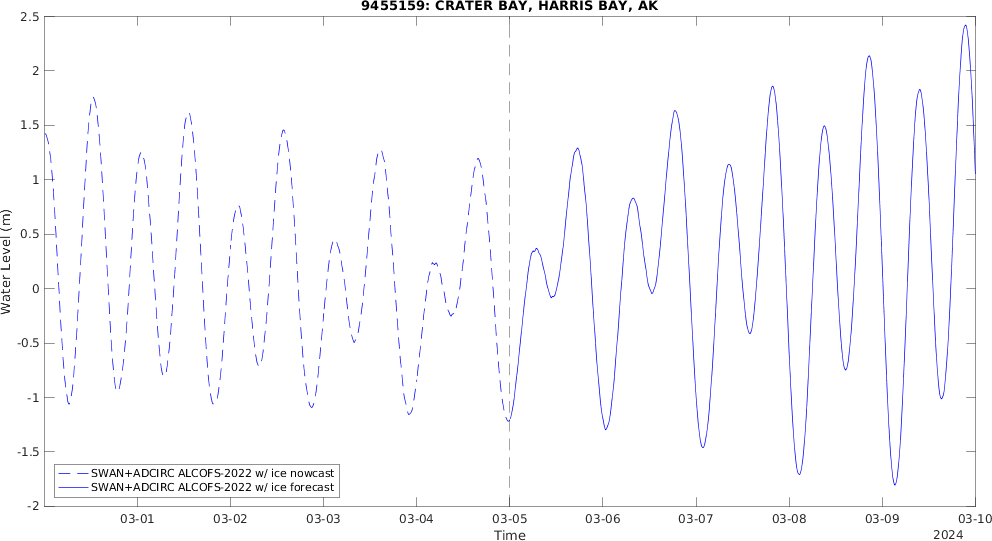 9455159: CRATER BAY, HARRIS BAY, AK
2.5
2
1.5
1
0.5
0
-0.5
-1
-1.5
-2
Water Level (m)
SWAN+ADCIRC ALCOFS-2022 w/ ice nowcast
SWAN+ADCIRC ALCOFS-2022 w/ ice forecast
03-01 03-02 03-03 03-04 03-05 03-06 03-07 03-08 03-09 03-10
Time
2024